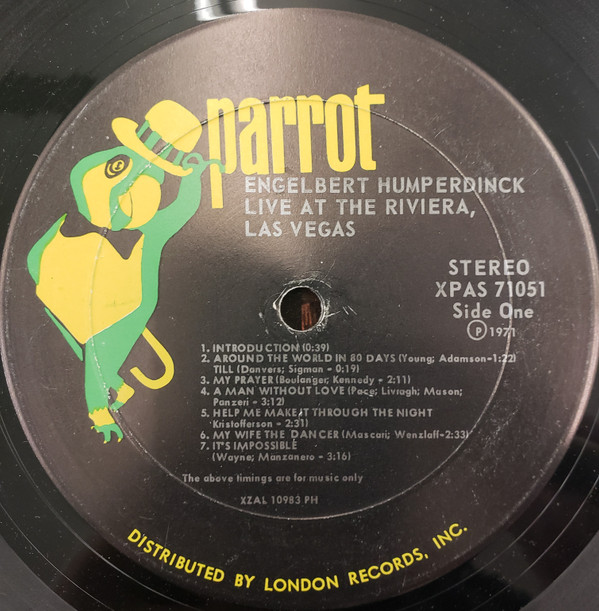 parrot
ENGELBERT HUMPERDINCK
LIVE AT THE RIVIERA,
LAS VEGAS
STEREO
XPAS 71051
Side One
Ⓟ 1971
1. INTRODUCTION (0:39)
2. AROUND THE WORLD IN 80 DAYS (Young; Adamson-1:22)
TILL (Danvers; Sigman - 0:19)
3. MY PRAYER (Boulanger; Kennedy - 2:11)
4. A MAN WITHOUT LOVE (Pace; Livragh; Mason;
Panzeri - 3:12)
5. HELP ME MAKE IT THROUGH THE NIGHT
Kristofferson - 2:31)
6. MY WIFE THE DANCER (Mascari; Wenzlaff-2:33)
7. IT'S IMPOSSIBLE
(Wayne; Manzanero - 3:16)
The above timings are for music only
XZAL 10983 PH
DISTRIBUTED BY LONDON RECORDS, INC.